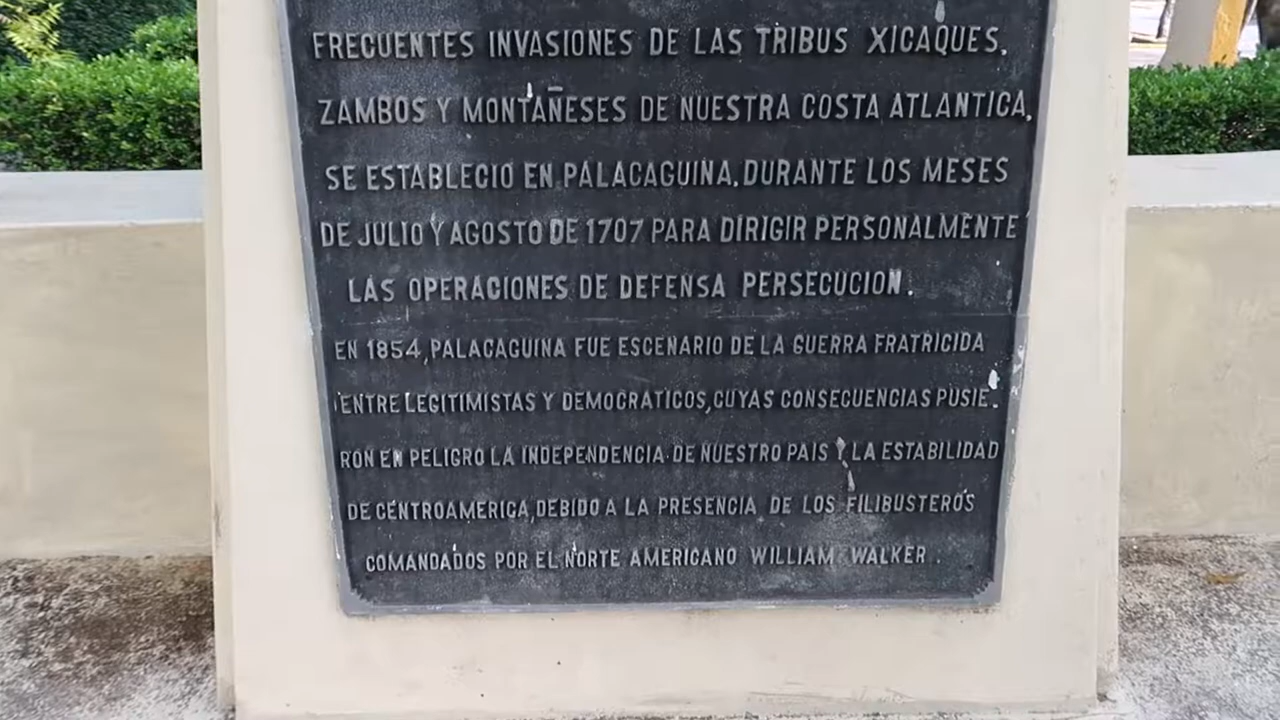 FRECUENTES INVASIONES DE LAS TRIBUS XICAQUES,
ZAMBOS Y MONTAÑESES DE NUESTRA COSTA ATLANTICA,
SE ESTABLECIO EN PALACAGUINA, DURANTE LOS MESES
DE JULIO Y AGOSTO DE 1707 PARA DIRIGIR PERSONALMENTE
LAS OPERACIONES DE DEFENSA PERSECUCION.
EN 1854, PALACAGUINA FUE ESCENARIO DE LA GUERRA FRATRICIDA
ENTRE LEGITIMISTAS Y DEMOCRATICOS, CUYAS CONSECUENCIAS PUSIE-
RON EN PELIGRO LA INDEPENDENCIA DE NUESTRO PAIS Y LA ESTABILIDAD
DE CENTROAMERICA, DEBIDO A LA PRESENCIA DE LOS FILIBUSTEROS
COMANDADOS POR EL NORTE AMERICANO WILLIAM WALKER.